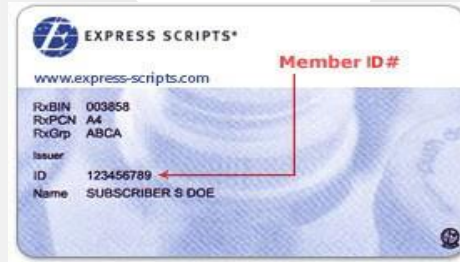 EXPRESS SCRIPTS®
Member ID#
www.express-scripts.com
RxBIN 003858
RxPCN A4
RxGrp ABCA
Issuer
ID 123456789
Name SUBSCRIBER S DOE